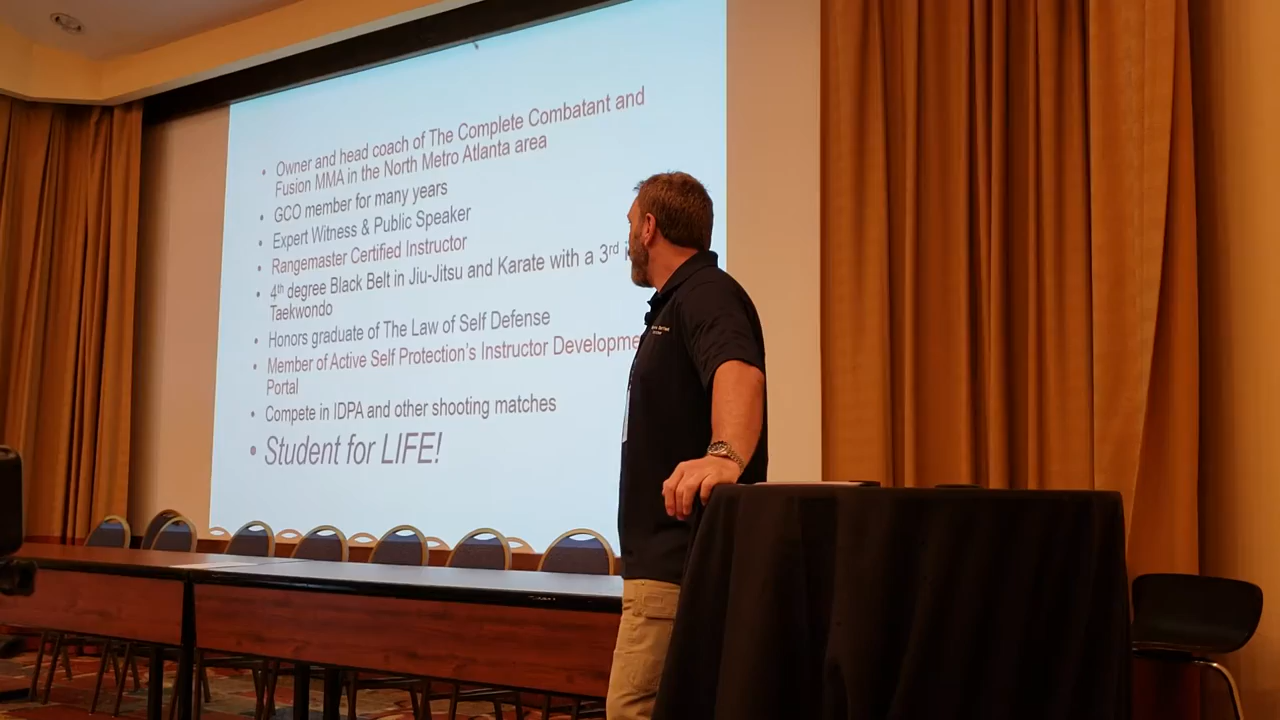 • Owner and head coach of The Complete Combatant and
Fusion MMA in the North Metro Atlanta area
• GCO member for many years
• Expert Witness & Public Speaker
• Rangemaster Certified Instructor
• 4th degree Black Belt in Jiu-Jitsu and Karate with a 3rd
Taekwondo
• Honors graduate of The Law of Self Defense
• Member of Active Self Protection's Instructor Developme
Portal
• Compete in IDPA and other shooting matches
• Student for LIFE!